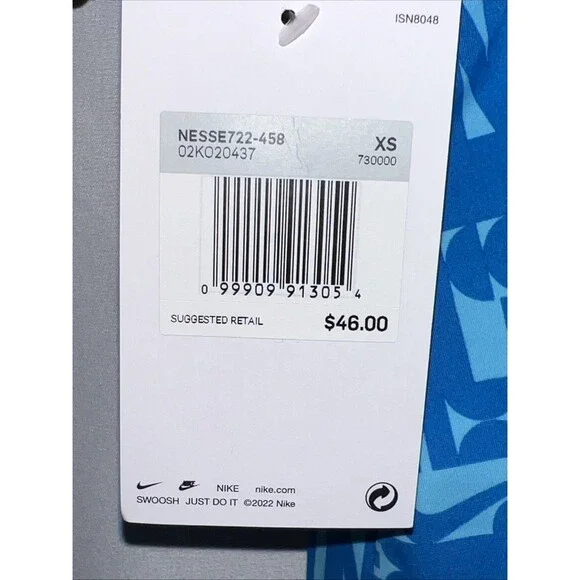 ISN8048
NESSE722-458 XS
02KO20437 730000
0 99909 91305 4
SUGGESTED RETAIL $46.00
NIKE nike.com
SWOOSH JUST DO IT ©2022 Nike